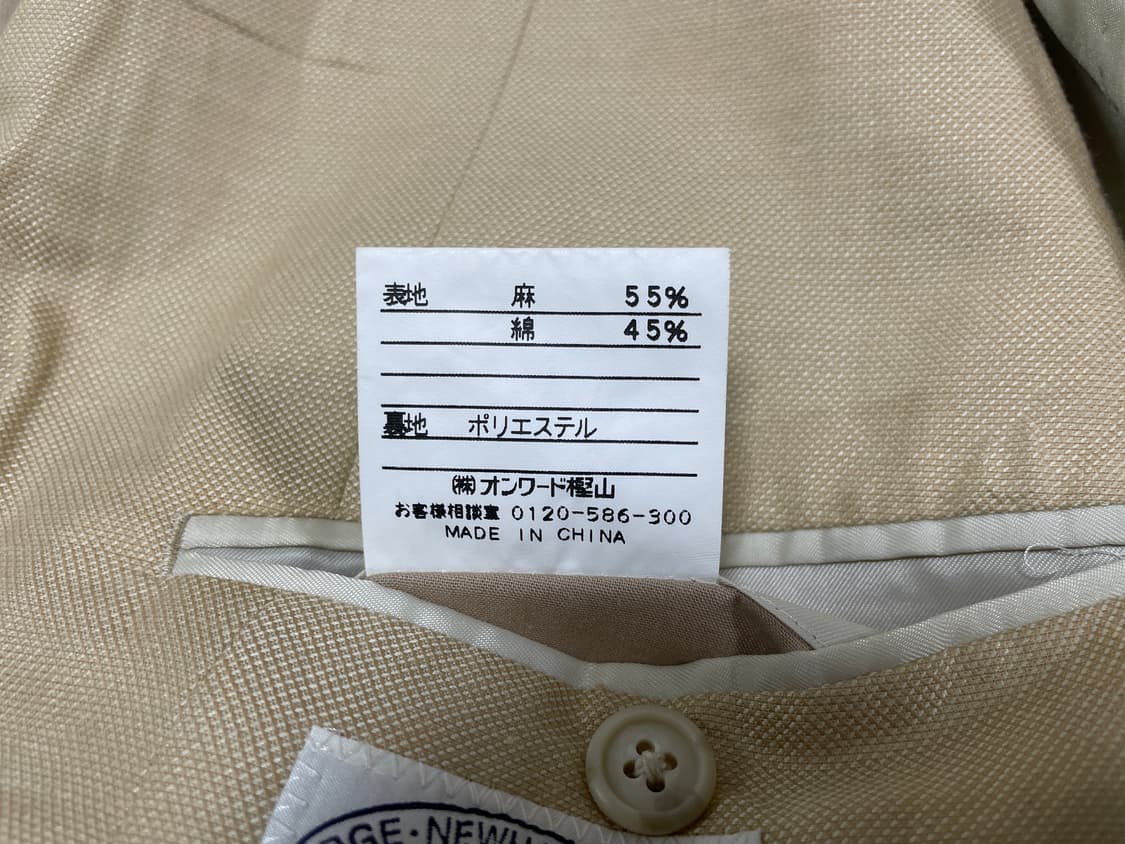 表地 麻 55%
綿 45%
裏地 ポリエステル
㈱オンワード樫山
お客様相談室 0120-586-300
MADE IN CHINA